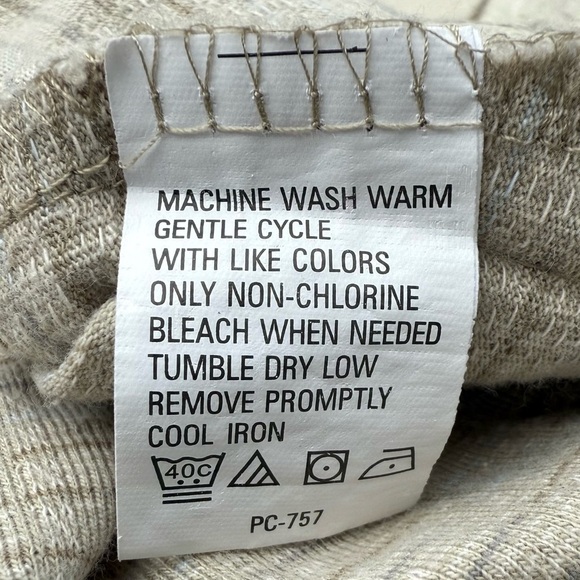 MACHINE WASH WARM
GENTLE CYCLE
WITH LIKE COLORS
ONLY NON-CHLORINE
BLEACH WHEN NEEDED
TUMBLE DRY LOW
REMOVE PROMPTLY
COOL IRON
40C
PC-757